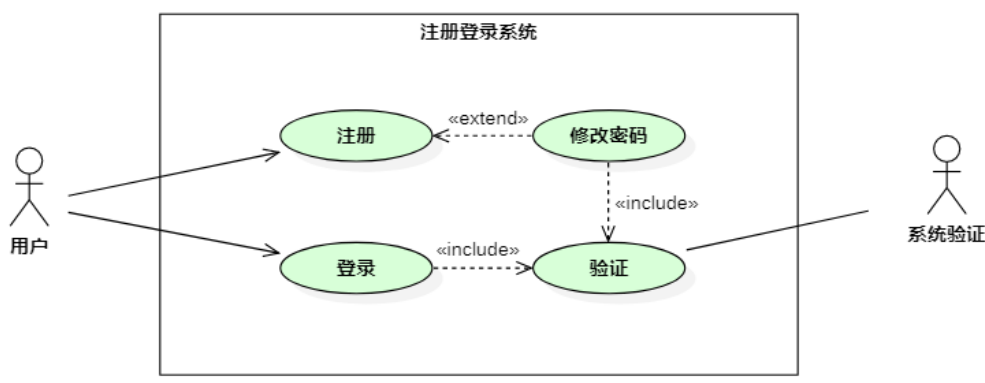 注册登录系统
注册
«extend»
修改密码
«include»
用户
系统验证
登录
«include»
验证